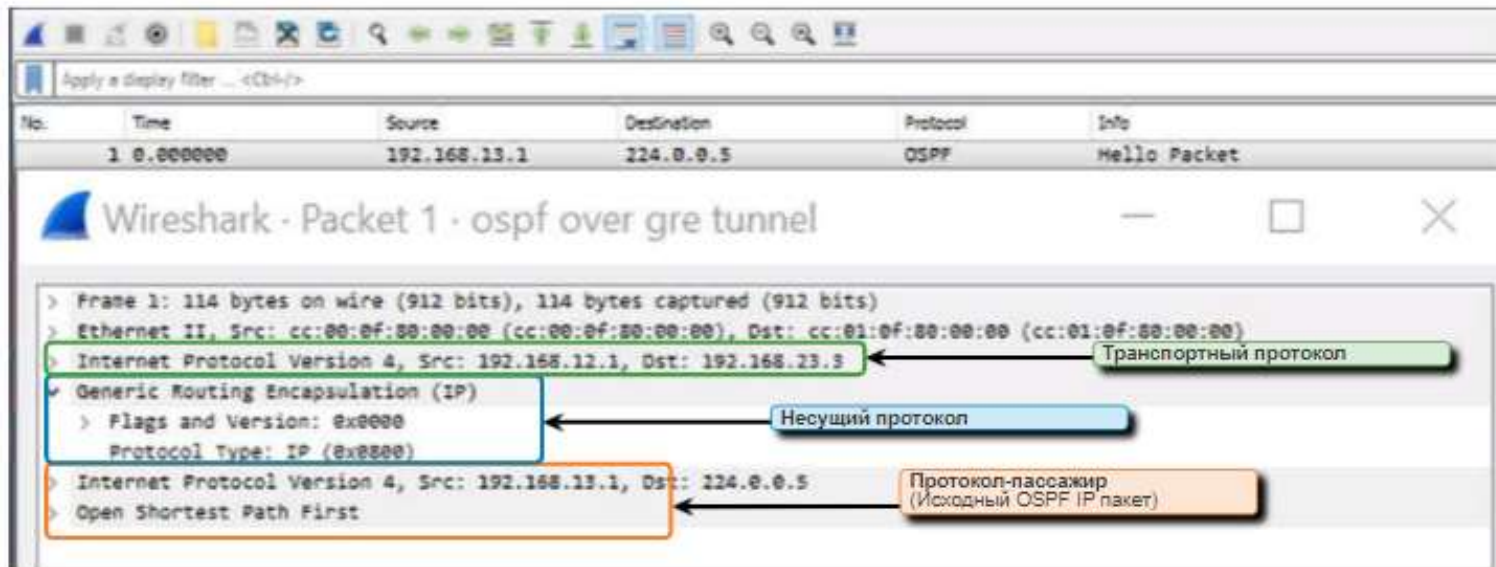 Apply a display filter ... <Ctrl-/>
No. Time Source Destination Protocol Info
1 0.000000 192.168.13.1 224.0.0.5 OSPF Hello Packet
Wireshark · Packet 1 · ospf over gre tunnel
Frame 1: 114 bytes on wire (912 bits), 114 bytes captured (912 bits)
Ethernet II, Src: cc:00:0f:80:00:00 (cc:00:0f:80:00:00), Dst: cc:01:0f:80:00:00 (cc:01:0f:80:00:00)
Internet Protocol Version 4, Src: 192.168.12.1, Dst: 192.168.23.3
Транспортный протокол
Generic Routing Encapsulation (IP)
Flags and Version: 0x0000
Несущий протокол
Protocol Type: IP (0x0800)
Internet Protocol Version 4, Src: 192.168.13.1, Dst: 224.0.0.5
Протокол-пассажир
(Исходный OSPF IP пакет)
Open Shortest Path First